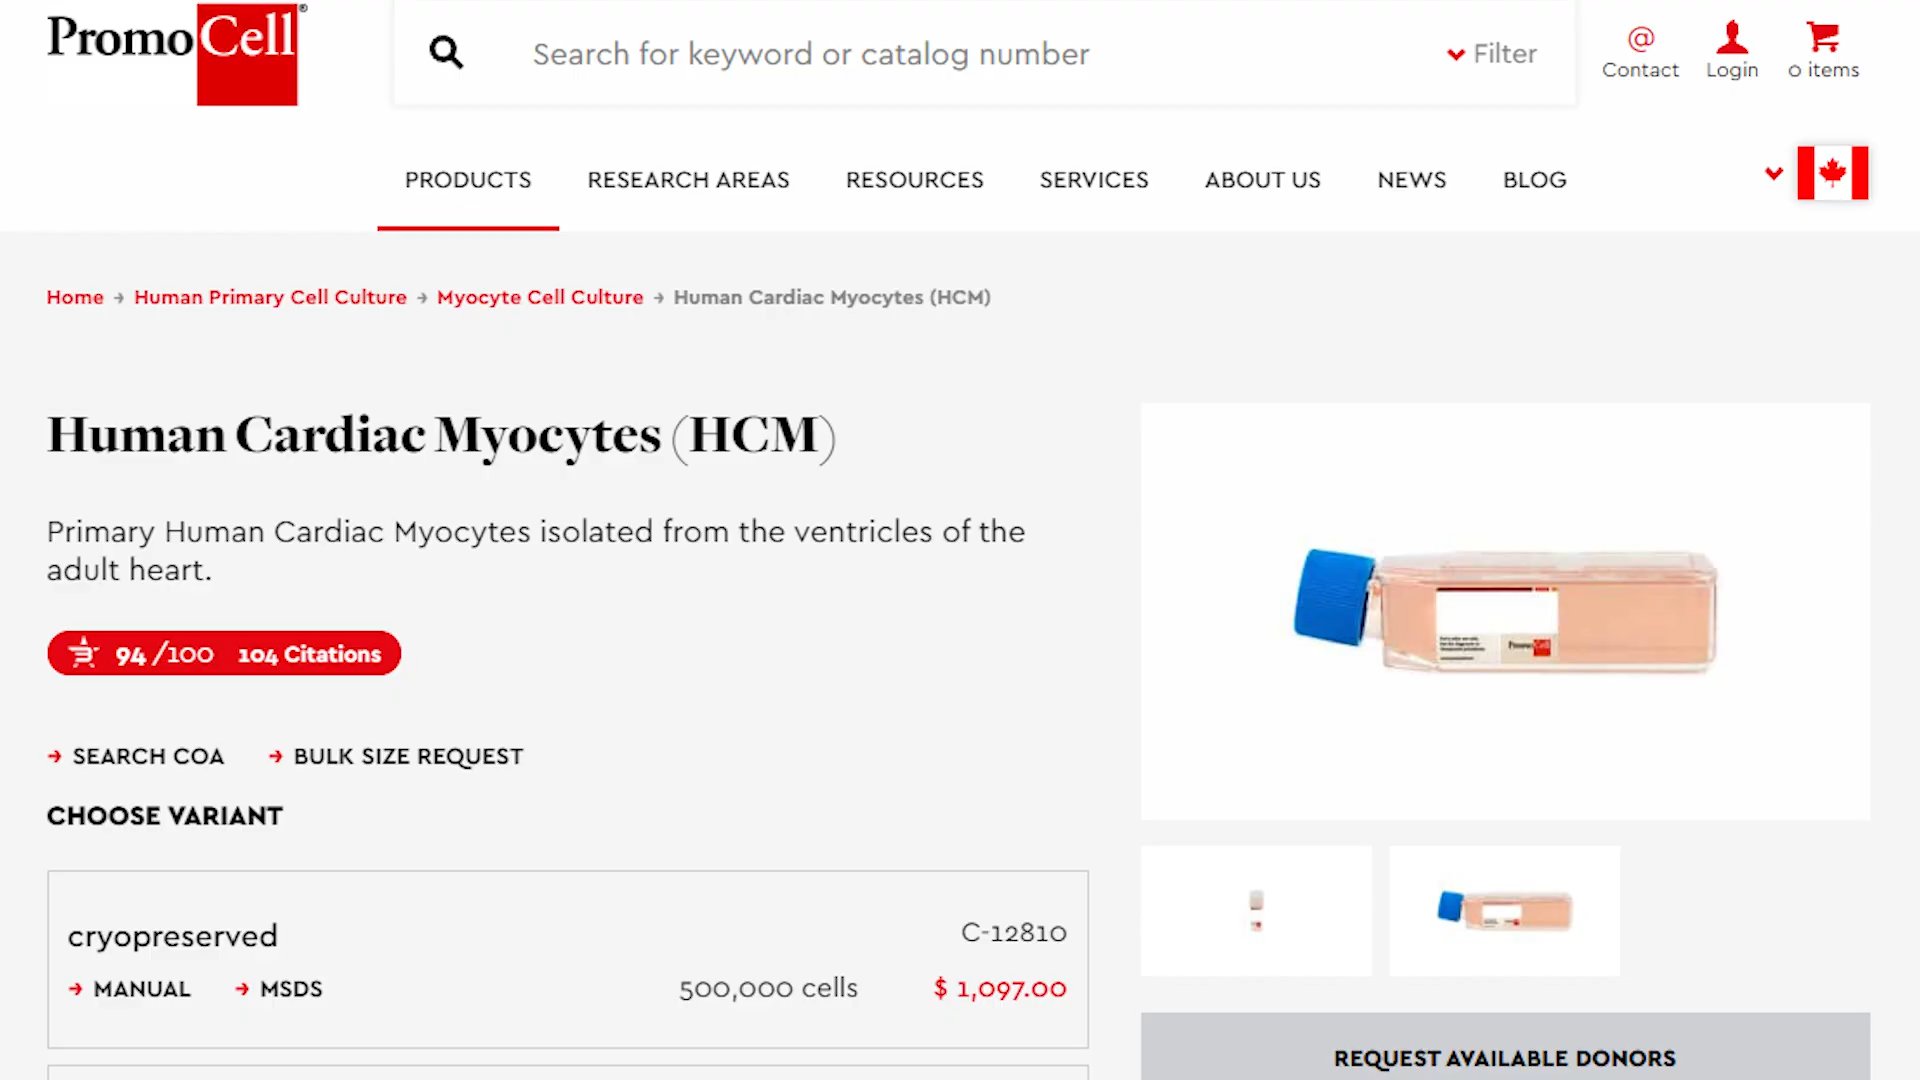 PromoCell®
Search for keyword or catalog number
Filter
@
Contact
Login
0 items
PRODUCTS
RESEARCH AREAS
RESOURCES
SERVICES
ABOUT US
NEWS
BLOG
Home → Human Primary Cell Culture → Myocyte Cell Culture → Human Cardiac Myocytes (HCM)
Human Cardiac Myocytes (HCM)
Primary Human Cardiac Myocytes isolated from the ventricles of the
adult heart.
94 /100 104 Citations
→ SEARCH COA → BULK SIZE REQUEST
CHOOSE VARIANT
cryopreserved
C-12810
→ MANUAL → MSDS
500,000 cells
$ 1,097.00
PromoCell
REQUEST AVAILABLE DONORS